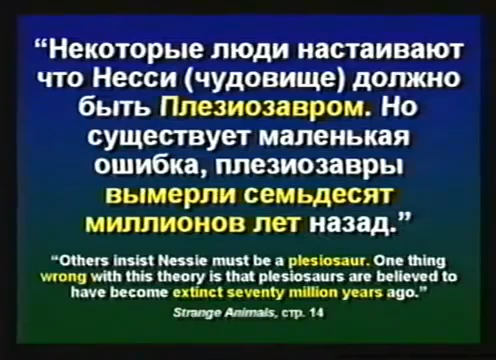 “Некоторые люди настаивают
что Несси (чудовище) должно
быть Плезиозавром. Но
существует маленькая
ошибка, плезиозавры
вымерли семьдесят
миллионов лет назад.”
“Others insist Nessie must be a plesiosaur. One thing
wrong with this theory is that plesiosaurs are believed to
have become extinct seventy million years ago.”
Strange Animals, стр. 14